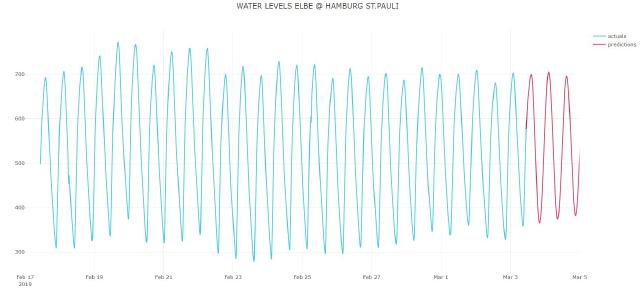 WATER LEVELS ELBE @ HAMBURG ST.PAULI
actuals
predictions
700
600
500
400
300
Feb 17 Feb 19 Feb 21 Feb 23 Feb 25 Feb 27 Mar 1 Mar 3 Mar 5
2019